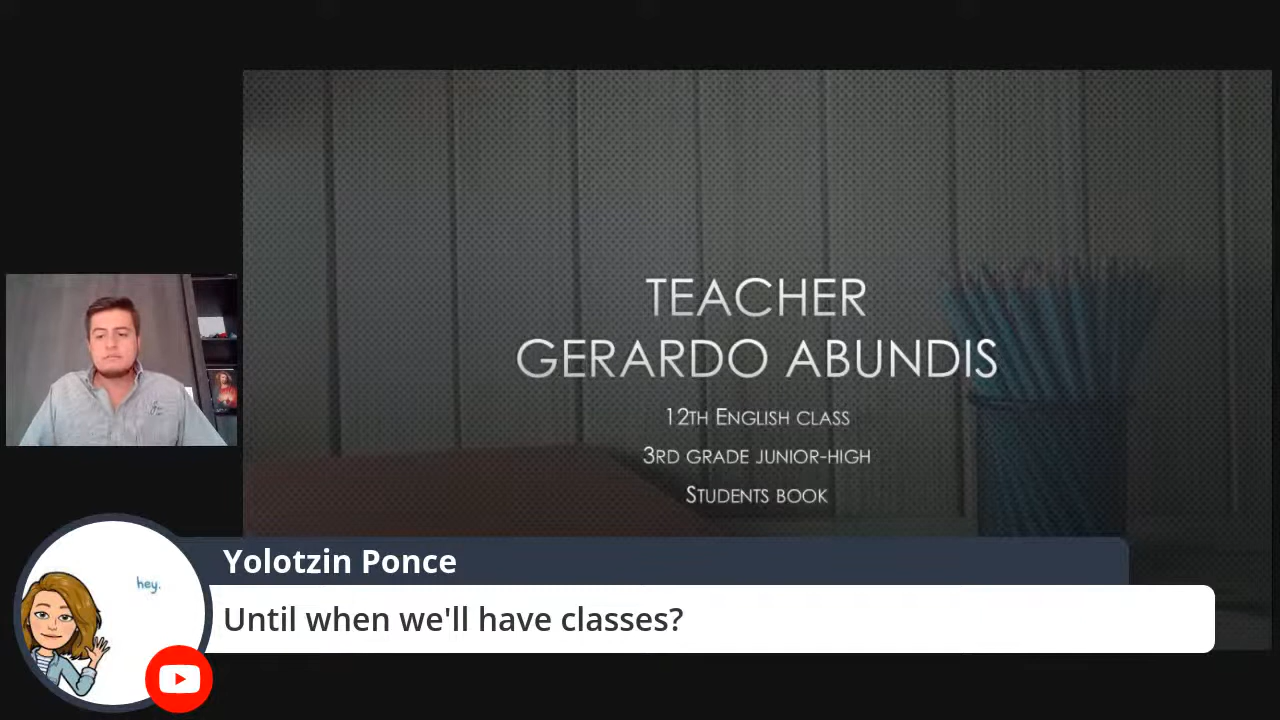 TEACHER
GERARDO ABUNDIS
12TH ENGLISH CLASS
3RD GRADE JUNIOR-HIGH
STUDENTS BOOK
Yolotzin Ponce
hey.
Until when we'll have classes?